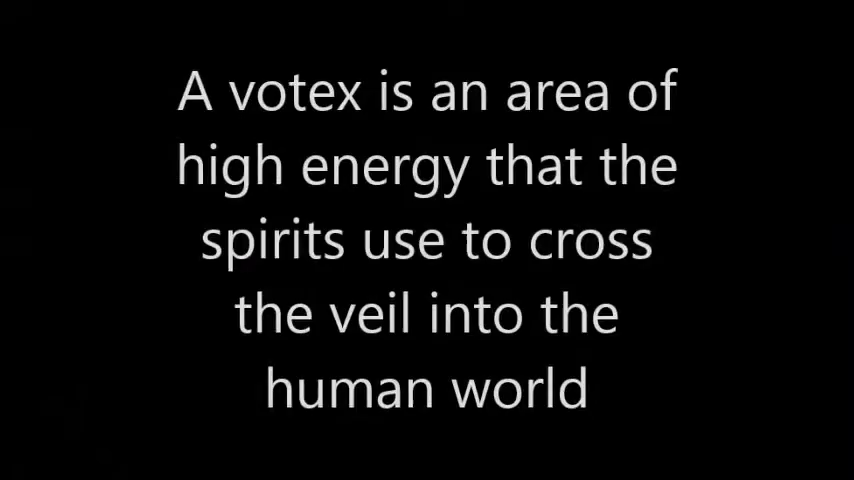 A votex is an area of
high energy that the
spirits use to cross
the veil into the
human world